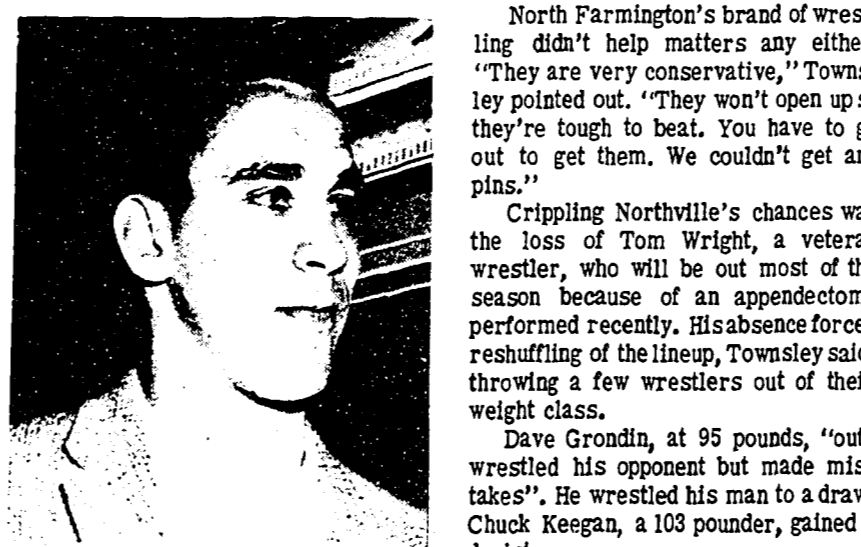 North Farmington's brand of wres
ling didn't help matters any eithe
"They are very conservative," Towns
ley pointed out. "They won't open up s
they're tough to beat. You have to g
out to get them. We couldn't get an
pins."
Crippling Northville's chances wa
the loss of Tom Wright, a vetera
wrestler, who will be out most of th
season because of an appendectom
performed recently. His absence force
reshuffling of the lineup, Townsley said
throwing a few wrestlers out of thei
weight class.
Dave Grondin, at 95 pounds, "out
wrestled his opponent but made mis
takes". He wrestled his man to a draw
Chuck Keegan, a 103 pounder, gained